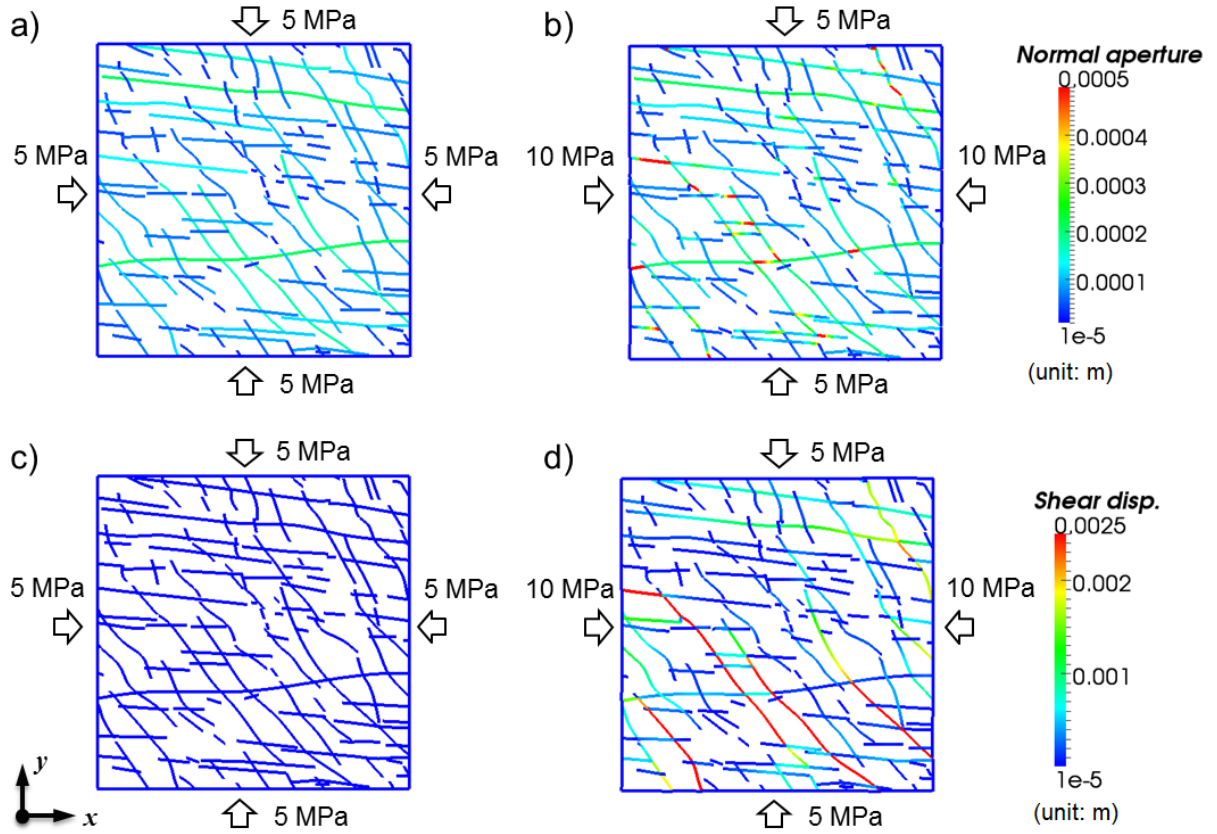 a)
5 MPa
b)
5 MPa
Normal aperture
0.0005
0.0004
0.0003
0.0002
0.0001
1e-5
(unit: m)
5 MPa
5 MPa
10 MPa
10 MPa
5 MPa
5 MPa
c)
5 MPa
d)
5 MPa
Shear disp.
0.0025
0.002
0.001
1e-5
(unit: m)
5 MPa
5 MPa
10 MPa
10 MPa
y
x
5 MPa
5 MPa